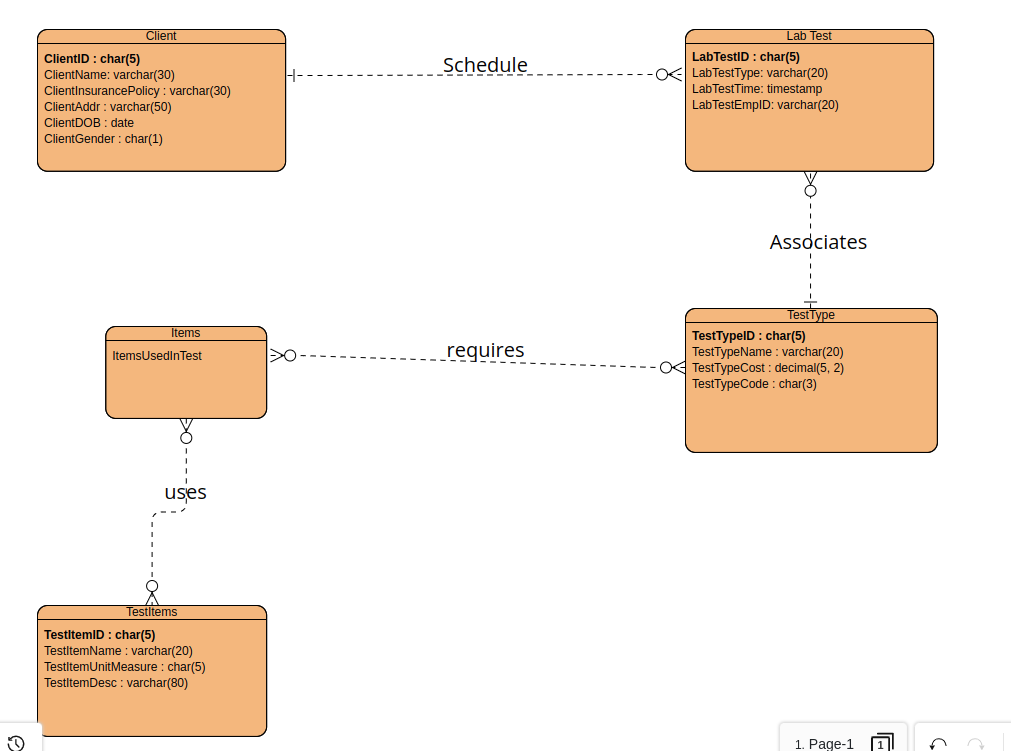 Client
ClientID : char(5)
ClientName: varchar(30)
ClientInsurancePolicy : varchar(30)
ClientAddr : varchar(50)
ClientDOB : date
ClientGender : char(1)
Schedule
Lab Test
LabTestID : char(5)
LabTestType: varchar(20)
LabTestTime: timestamp
LabTestEmpID: varchar(20)
Associates
Items
ItemsUsedInTest
requires
TestType
TestTypeID : char(5)
TestTypeName : varchar(20)
TestTypeCost : decimal(5, 2)
TestTypeCode : char(3)
uses
TestItems
TestItemID : char(5)
TestItemName : varchar(20)
TestItemUnitMeasure : char(5)
TestItemDesc : varchar(80)
1. Page-1
1